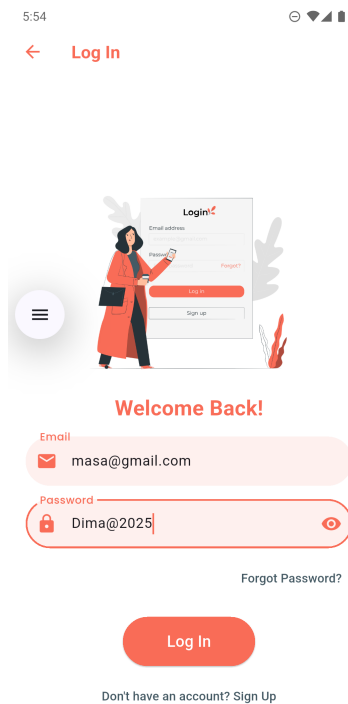 5:54
Log In
Login
Email address
Forgot?
Log in
Sign up
Welcome Back!
Email
masa@gmail.com
Password
Dima@2025
Forgot Password?
Log In
Don't have an account? Sign Up